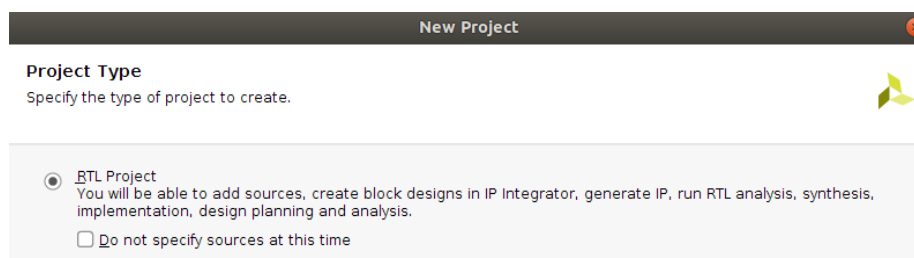 New Project
Project Type
Specify the type of project to create.
RTL Project
You will be able to add sources, create block designs in IP Integrator, generate IP, run RTL analysis, synthesis,
implementation, design planning and analysis.
Do not specify sources at this time